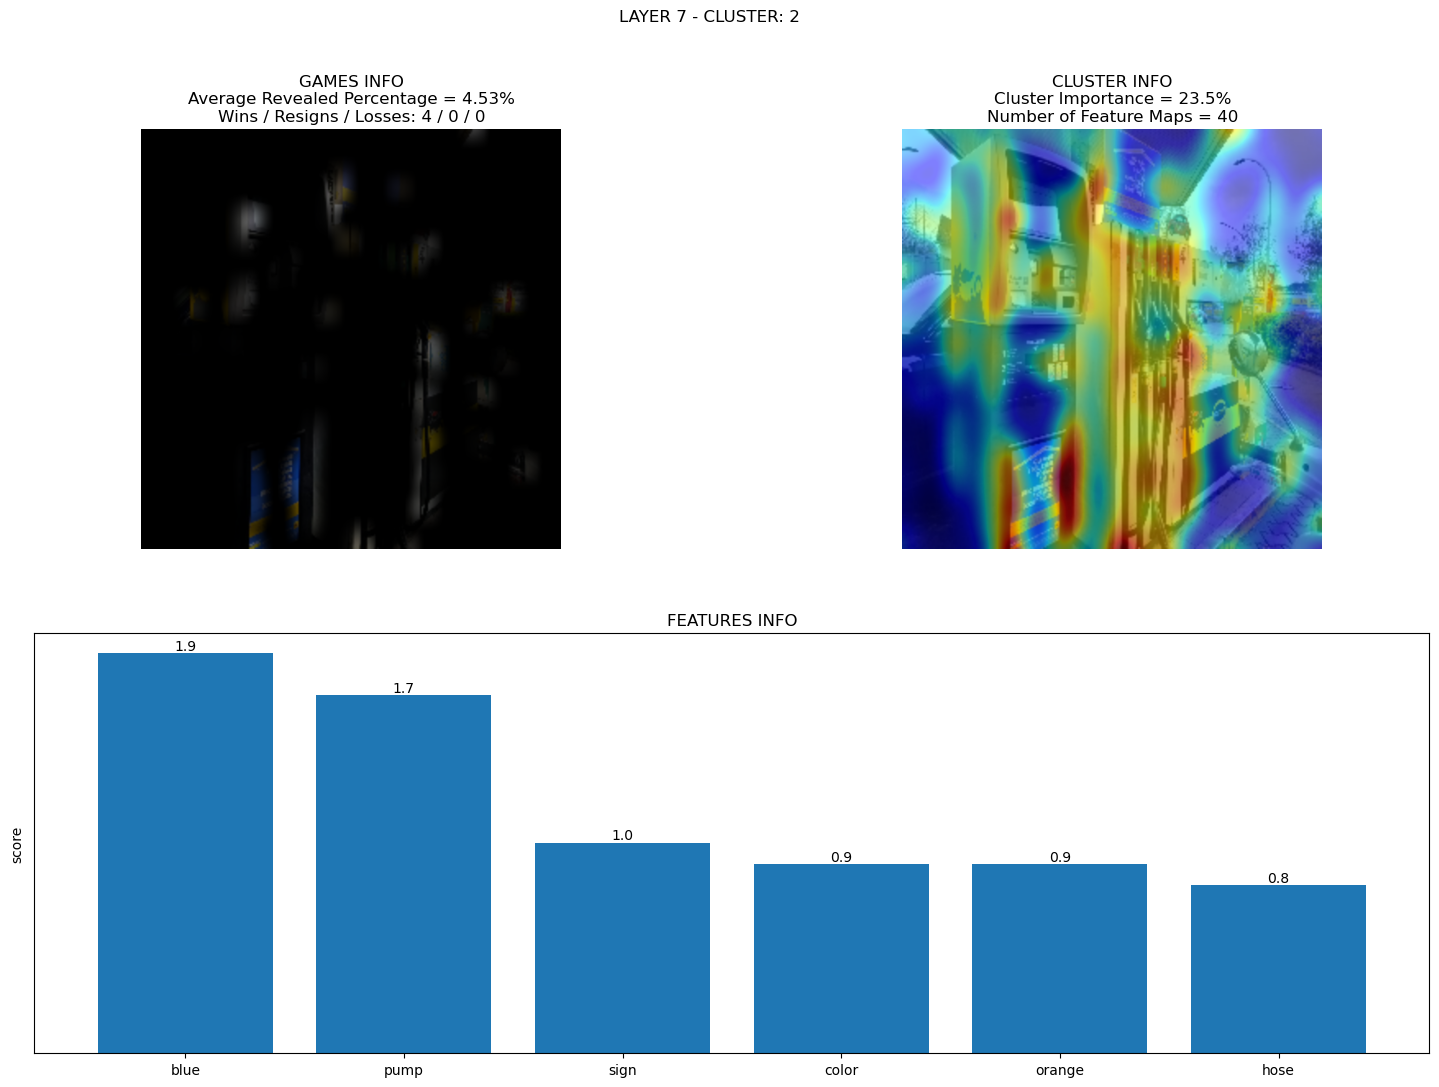 LAYER 7 - CLUSTER: 2
GAMES INFO
Average Revealed Percentage = 4.53%
Wins / Resigns / Losses: 4 / 0 / 0
CLUSTER INFO
Cluster Importance = 23.5%
Number of Feature Maps = 40
FEATURES INFO
score
1.9
1.7
1.0
0.9
0.9
0.8
blue
pump
sign
color
orange
hose